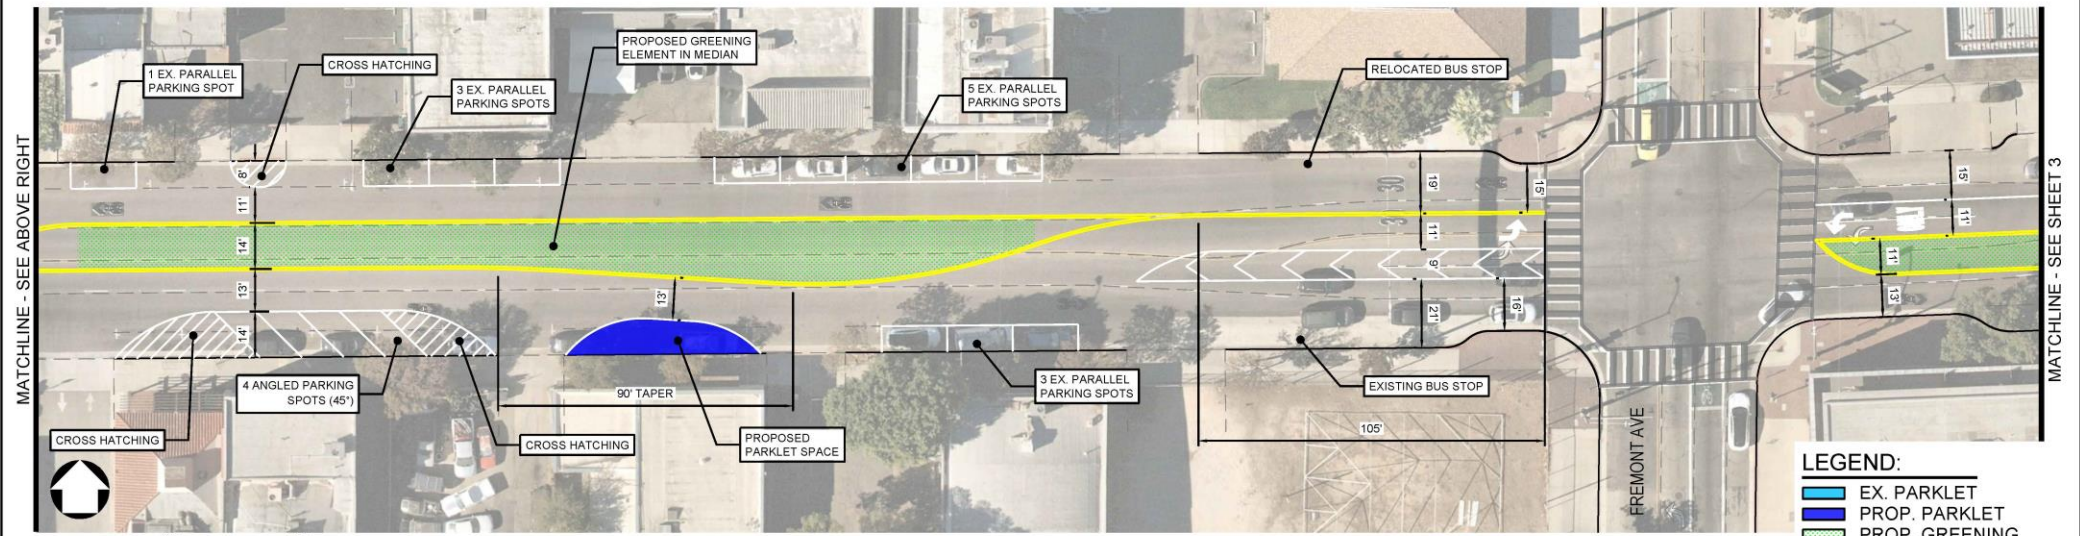 MATCHLINE - SEE ABOVE RIGHT
1 EX. PARALLEL
PARKING SPOT
CROSS HATCHING
3 EX. PARALLEL
PARKING SPOTS
PROPOSED GREENING
ELEMENT IN MEDIAN
5 EX. PARALLEL
PARKING SPOTS
RELOCATED BUS STOP
8'
11'
14'
13'
14'
13'
19'
15'
11'
9'
21'
16'
15'
11'
11'
13'
30
4 ANGLED PARKING
SPOTS (45°)
CROSS HATCHING
CROSS HATCHING
90' TAPER
PROPOSED
PARKLET SPACE
3 EX. PARALLEL
PARKING SPOTS
EXISTING BUS STOP
105'
FREMONT AVE
MATCHLINE - SEE SHEET 3
LEGEND:
EX. PARKLET
PROP. PARKLET
PROP. GREENING